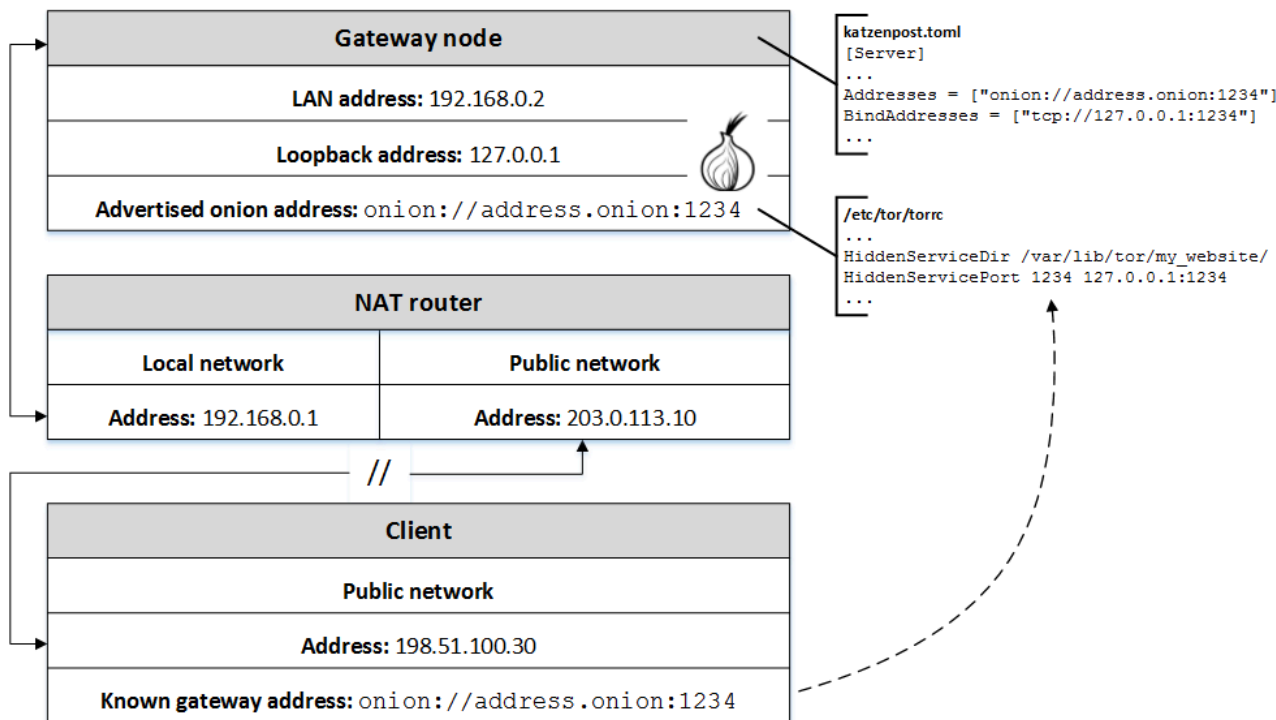 Gateway node
LAN address: 192.168.0.2
Loopback address: 127.0.0.1
Advertised onion address: onion://address.onion:1234
katzenpost.toml
[Server]
...
Addresses = ["onion://address.onion:1234"]
BindAddresses = ["tcp://127.0.0.1:1234"]
...
/etc/tor/torrc
...
HiddenServiceDir /var/lib/tor/my_website/
HiddenServicePort 1234 127.0.0.1:1234
...
NAT router
Local network
Public network
Address: 192.168.0.1
Address: 203.0.113.10
//
Client
Public network
Address: 198.51.100.30
Known gateway address: onion://address.onion:1234